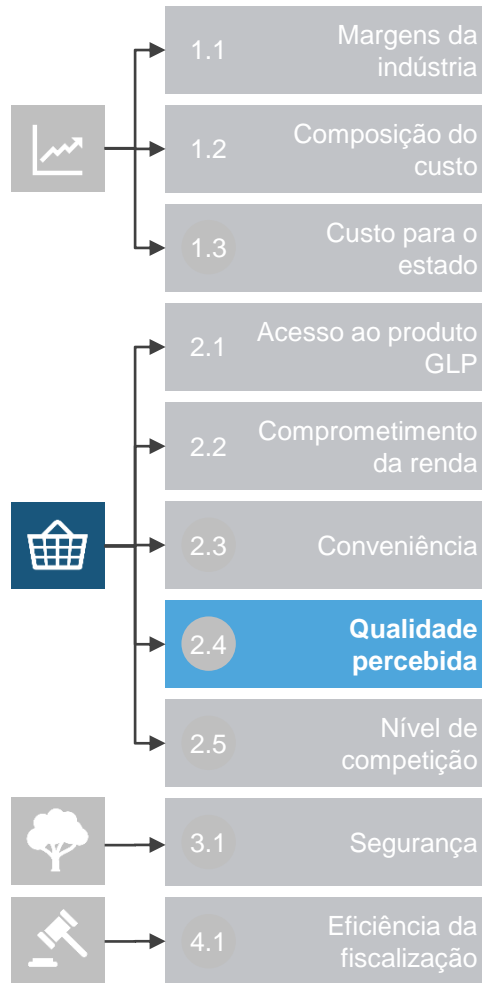 1.1
Margens da
indústria
1.2
Composição do
custo
1.3
Custo para o
estado
2.1
Acesso ao produto
GLP
2.2
Comprometimento
da renda
2.3
Conveniência
2.4
Qualidade
percebida
2.5
Nível de
competição
3.1
Segurança
4.1
Eficiência da
fiscalização